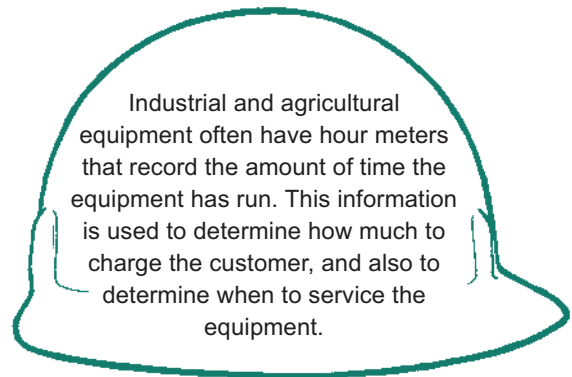 Industrial and agricultural
equipment often have hour meters
that record the amount of time the
equipment has run. This information
is used to determine how much to
charge the customer, and also to
determine when to service the
equipment.